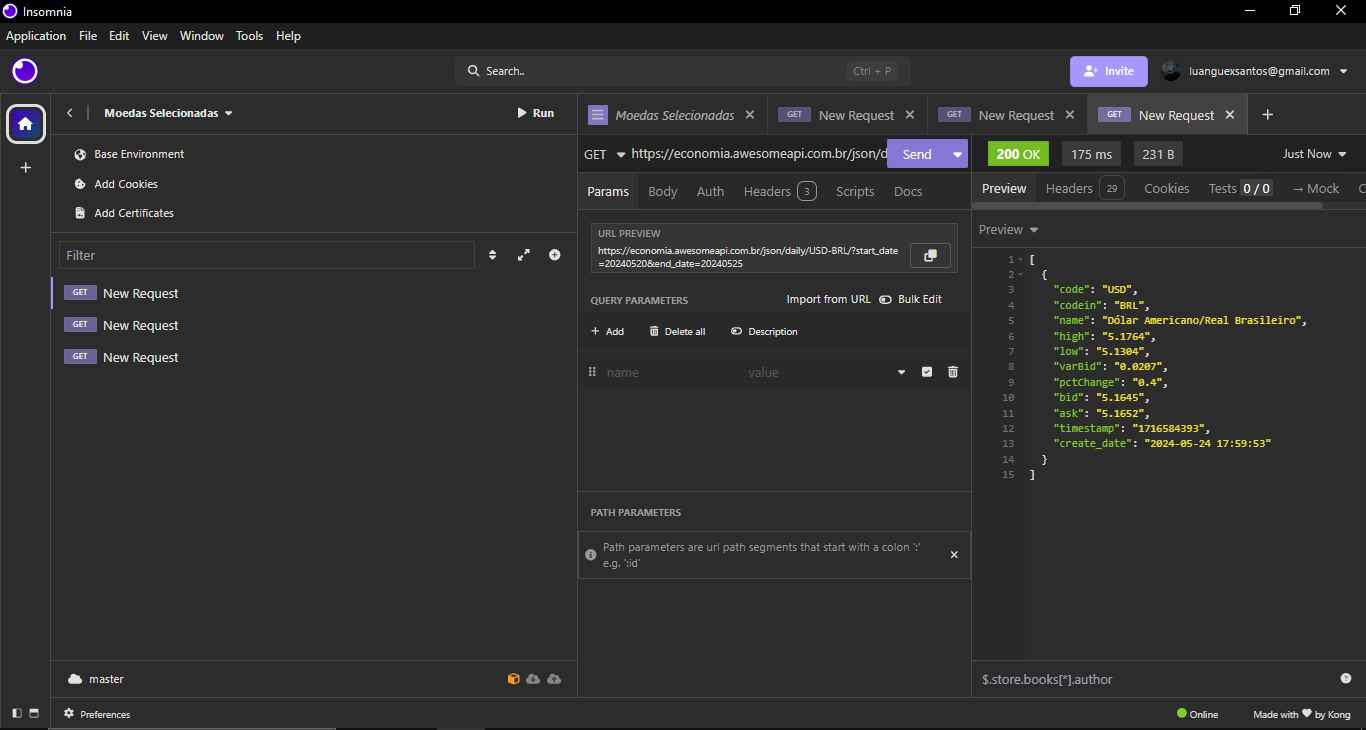 Insomnia
Application File Edit View Window Tools Help
Search.. Ctrl + P
Invite
luanguexsantos@gmail.com
Moedas Selecionadas
Run
Base Environment
Add Cookies
Add Certificates
Filter
GET New Request
GET New Request
GET New Request
master
Preferences
Moedas Selecionadas
GET New Request
GET New Request
GET New Request
GET https://economia.awesomeapi.com.br/json/d
Send
Params Body Auth Headers 3 Scripts Docs
URL PREVIEW
https://economia.awesomeapi.com.br/json/daily/USD-BRL/?start_date
=20240520&end_date=20240525
QUERY PARAMETERS Import from URL Bulk Edit
+ Add Delete all Description
name value
PATH PARAMETERS
Path parameters are url path segments that start with a colon ':'
e.g. ':id'
200 OK 175 ms 231 B Just Now
Preview Headers 29 Cookies Tests 0 / 0 → Mock
Preview
1 [
2 {
3 "code": "USD",
4 "codein": "BRL",
5 "name": "Dólar Americano/Real Brasileiro",
6 "high": "5.1764",
7 "low": "5.1304",
8 "varBid": "0.0207",
9 "pctChange": "0.4",
10 "bid": "5.1645",
11 "ask": "5.1652",
12 "timestamp": "1716584393",
13 "create_date": "2024-05-24 17:59:53"
14 }
15 ]
$.store.books[*].author
Online Made with ♥ by Kong